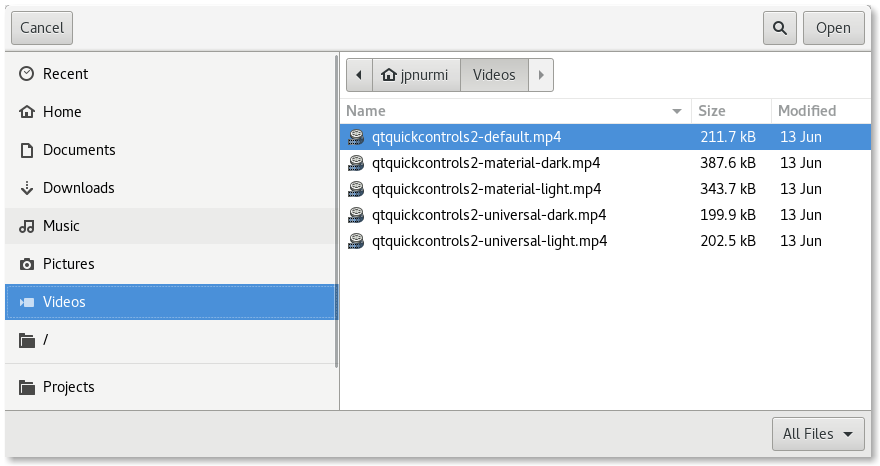 Cancel Open
jpnurmi Videos
Recent
Home
Documents
Downloads
Music
Pictures
Videos
/
Projects
Name Size Modified
qtquickcontrols2-default.mp4 211.7 kB 13 Jun
qtquickcontrols2-material-dark.mp4 387.6 kB 13 Jun
qtquickcontrols2-material-light.mp4 343.7 kB 13 Jun
qtquickcontrols2-universal-dark.mp4 199.9 kB 13 Jun
qtquickcontrols2-universal-light.mp4 202.5 kB 13 Jun
All Files